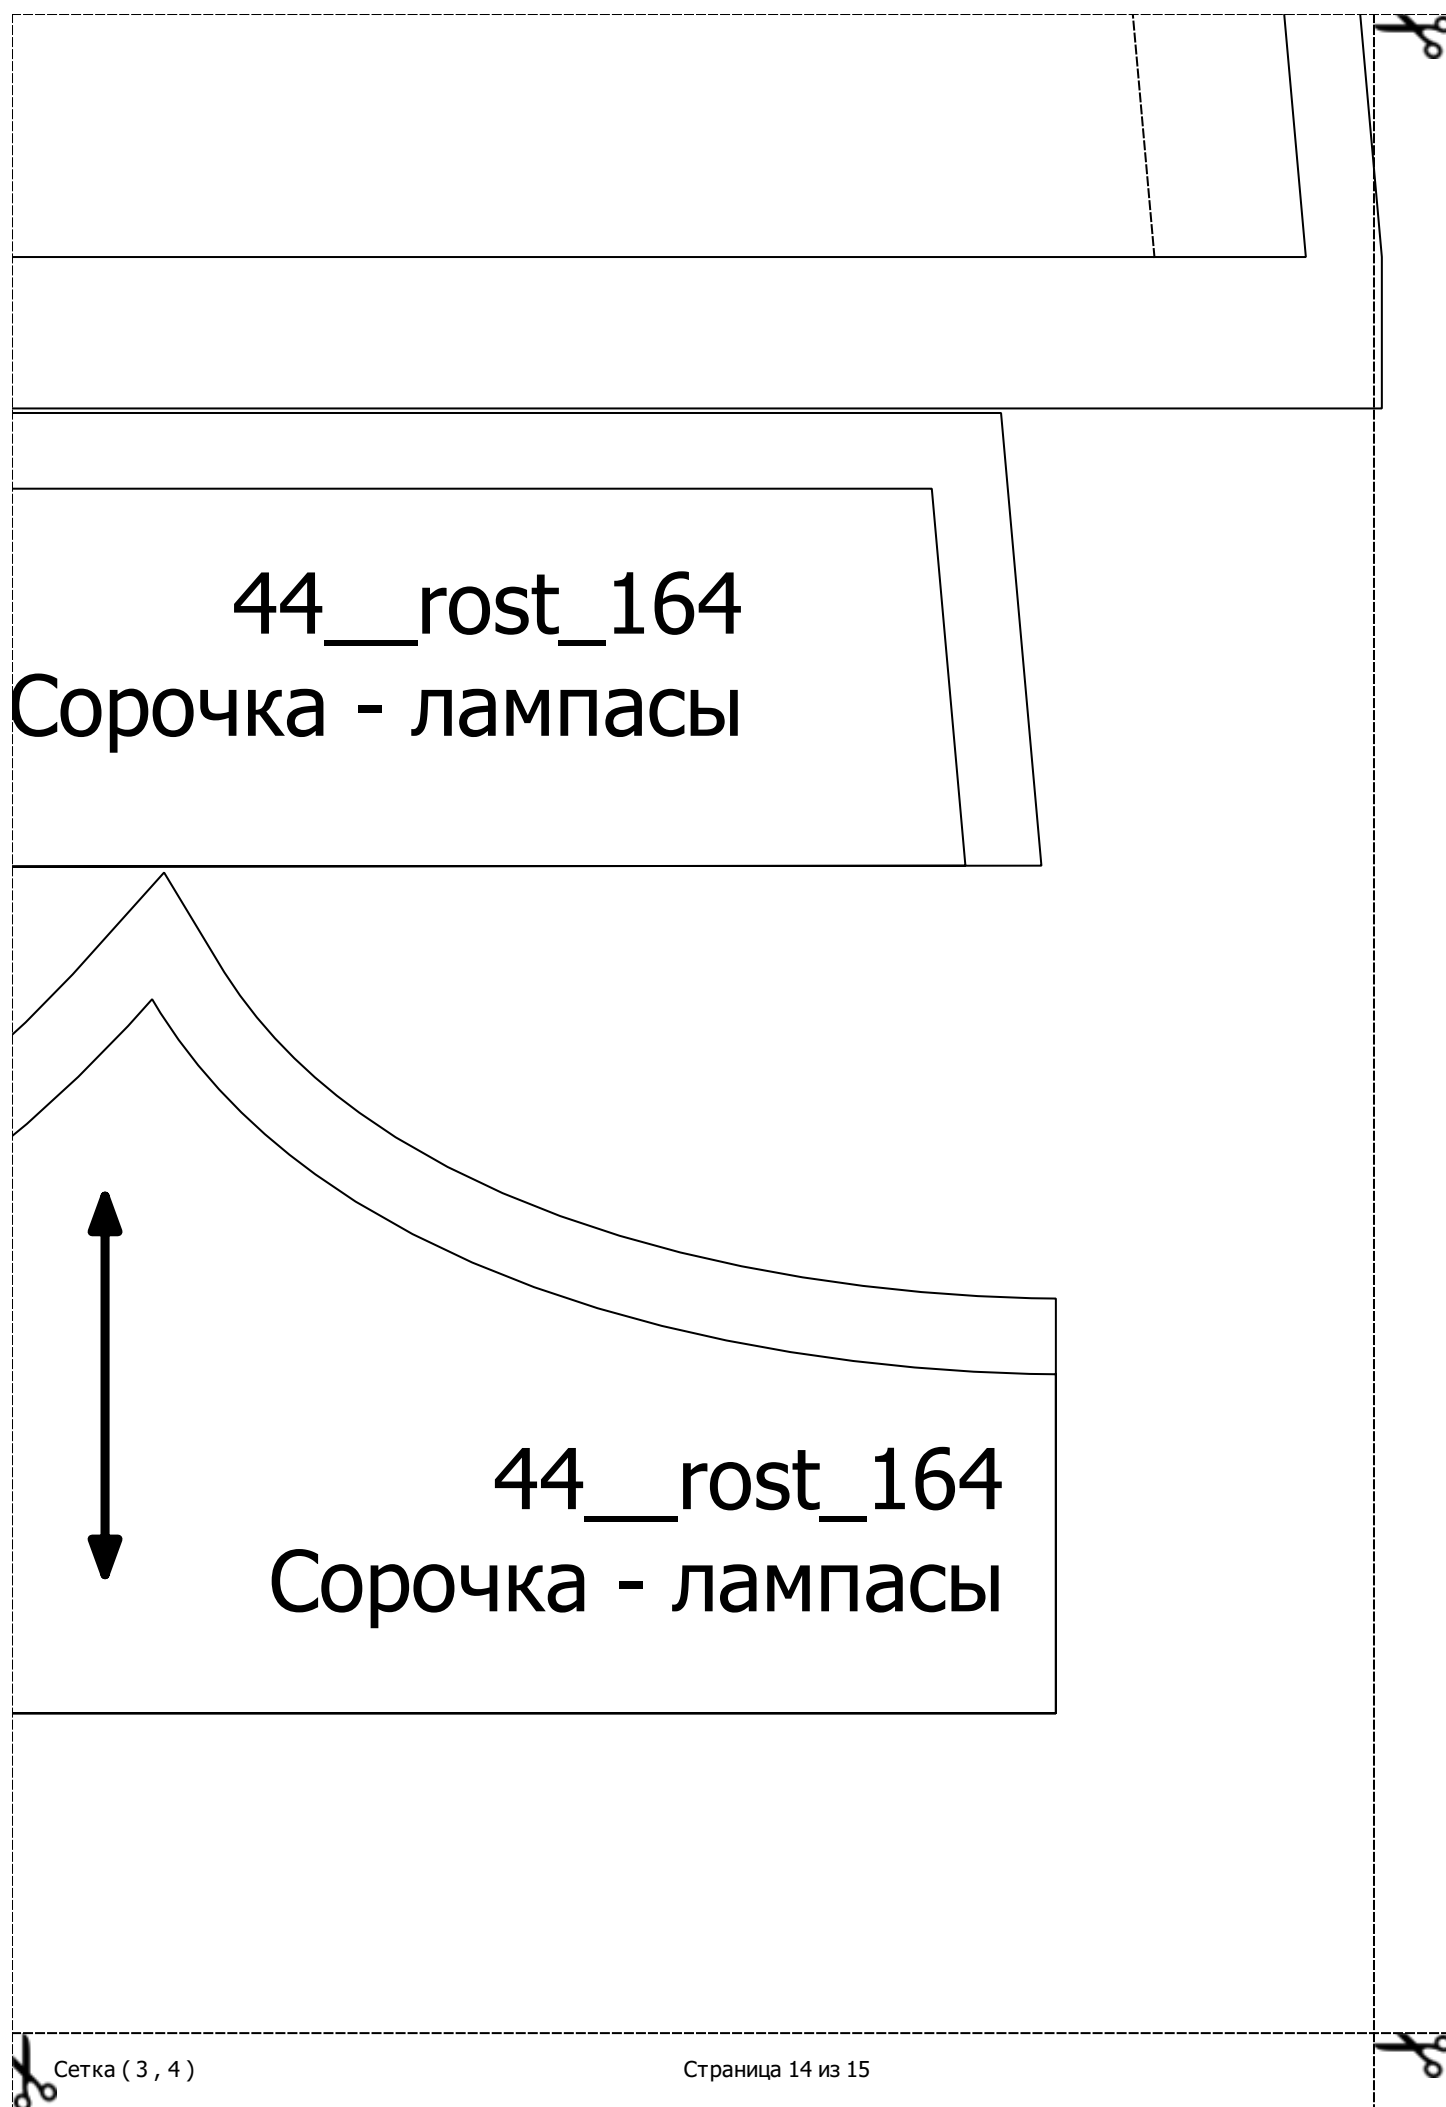 44__rost_164
Сорочка - лампасы
44__rost_164
Сорочка - лампасы
Сетка ( 3 , 4 )
Страница 14 из 15